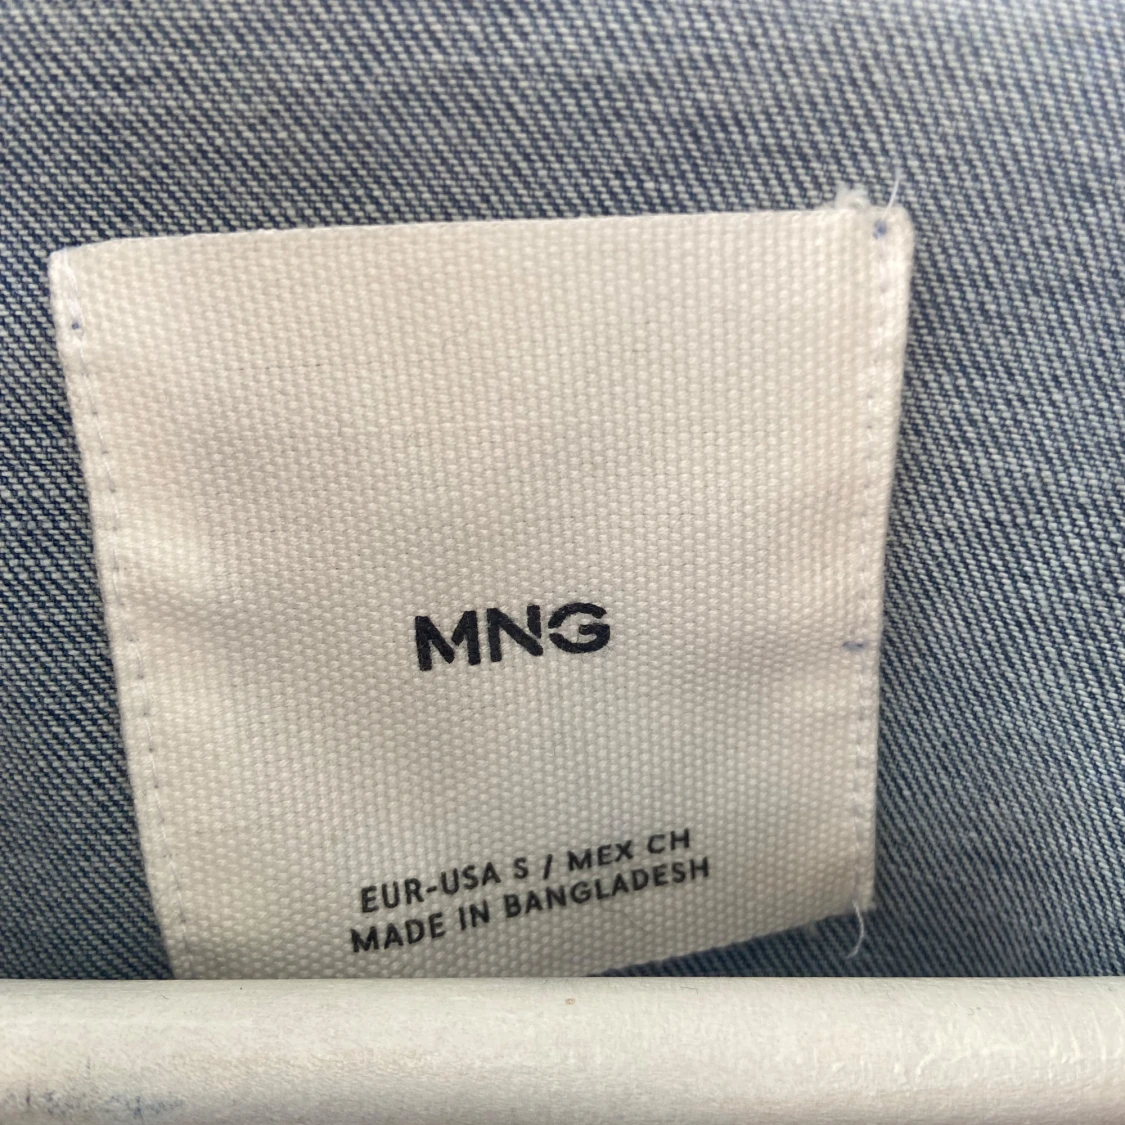 MNG
EUR-USA S / MEX CH
MADE IN BANGLADESH